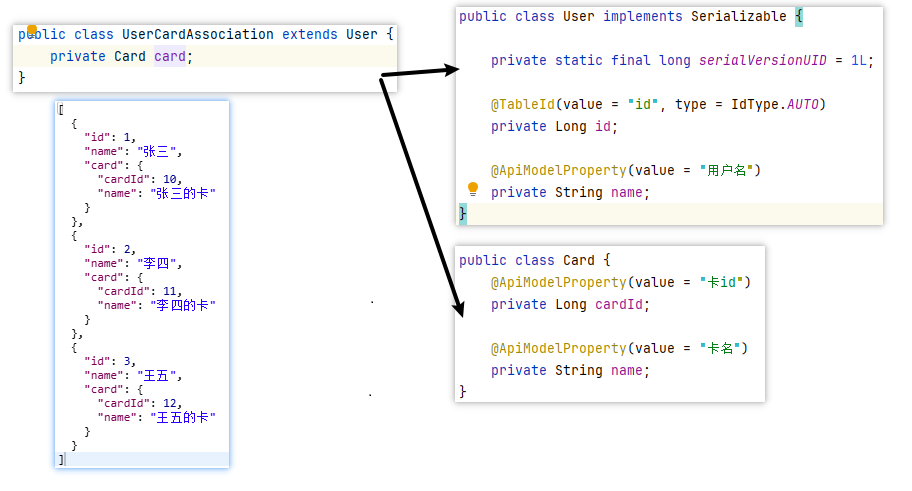 public class UserCardAssociation extends User {
    private Card card;
}
[
  {
    "id": 1,
    "name": "张三",
    "card": {
      "cardId": 10,
      "name": "张三的卡"
    }
  },
  {
    "id": 2,
    "name": "李四",
    "card": {
      "cardId": 11,
      "name": "李四的卡"
    }
  },
  {
    "id": 3,
    "name": "王五",
    "card": {
      "cardId": 12,
      "name": "王五的卡"
    }
  }
]
public class User implements Serializable {
    private static final long serialVersionUID = 1L;
    @TableId(value = "id", type = IdType.AUTO)
    private Long id;
    @ApiModelProperty(value = "用户名")
    private String name;
}
public class Card {
    @ApiModelProperty(value = "卡id")
    private Long cardId;
    @ApiModelProperty(value = "卡名")
    private String name;
}